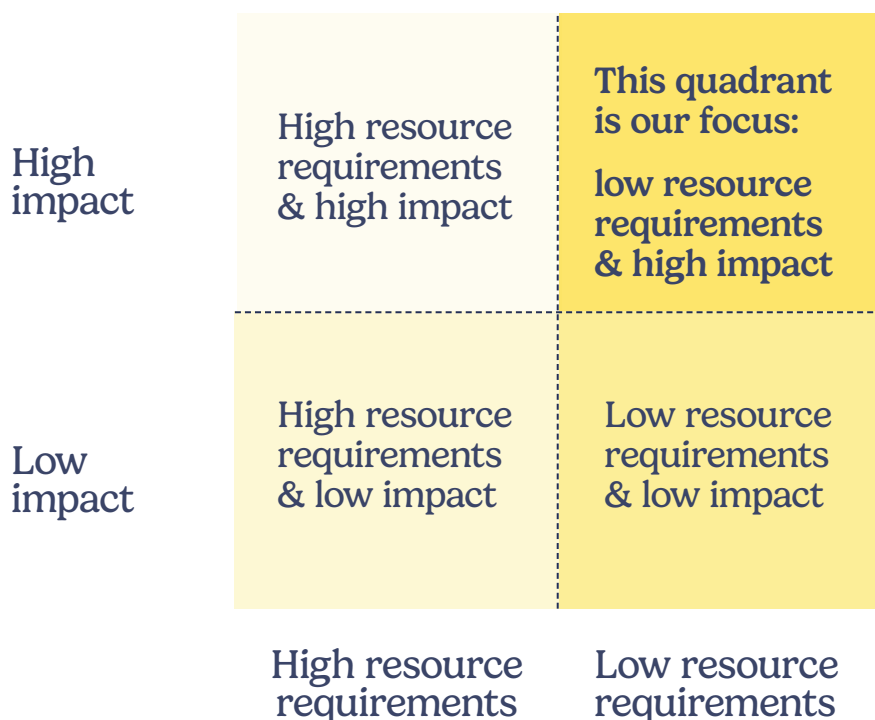 High
impact
High resource
requirements
& high impact
This quadrant
is our focus:
low resource
requirements
& high impact
Low
impact
High resource
requirements
& low impact
Low resource
requirements
& low impact
High resource
requirements
Low resource
requirements